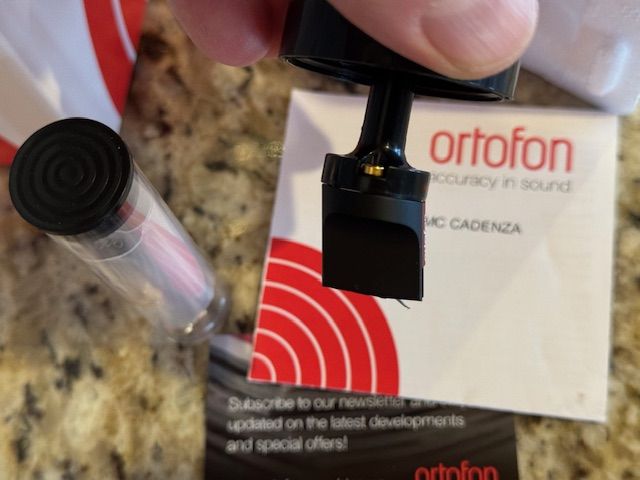 ortofon
accuracy in sound
MC CADENZA
Subscribe to our newsletter and
updated on the latest developments
and special offers!
ortofon